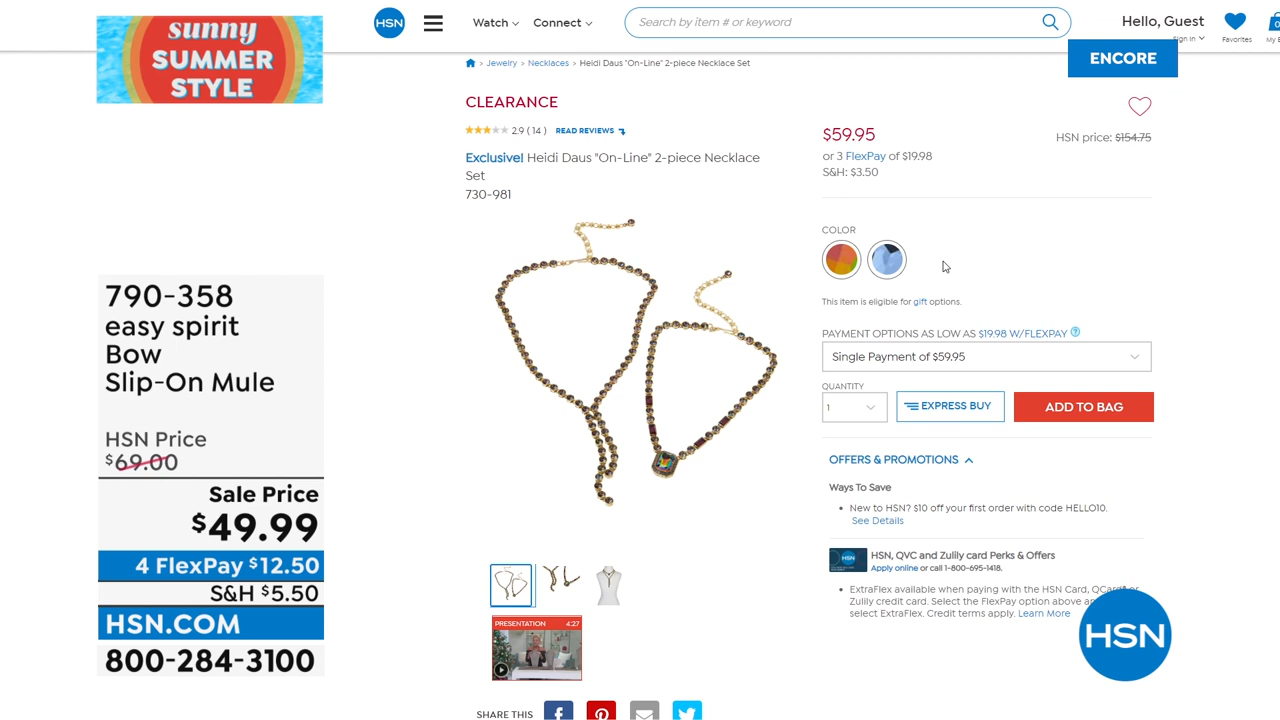 sunny
SUMMER
STYLE
HSN
Watch
Connect
Search by item # or keyword
Hello, Guest
Sign In
Favorites
0
ENCORE
> Jewelry > Necklaces > Heidi Daus "On-Line" 2-piece Necklace Set
CLEARANCE
2.9 ( 14 ) READ REVIEWS
Exclusive! Heidi Daus "On-Line" 2-piece Necklace
Set
730-981
$59.95
HSN price: $154.75
or 3 FlexPay of $19.98
S&H: $3.50
COLOR
This item is eligible for gift options.
PAYMENT OPTIONS AS LOW AS $19.98 W/FLEXPAY ?
Single Payment of $59.95
QUANTITY
1
EXPRESS BUY
ADD TO BAG
OFFERS & PROMOTIONS
Ways To Save
• New to HSN? $10 off your first order with code HELLO10.
See Details
HSN
HSN, QVC and Zulily card Perks & Offers
Apply online or call 1-800-695-1418.
• ExtraFlex available when paying with the HSN Card, QCard or
Zulily credit card. Select the FlexPay option above
select ExtraFlex. Credit terms apply. Learn More
HSN
PRESENTATION 4:27
SHARE THIS
790-358
easy spirit
Bow
Slip-On Mule
HSN Price
$69.00
Sale Price
$49.99
4 FlexPay $12.50
S&H $5.50
HSN.COM
800-284-3100